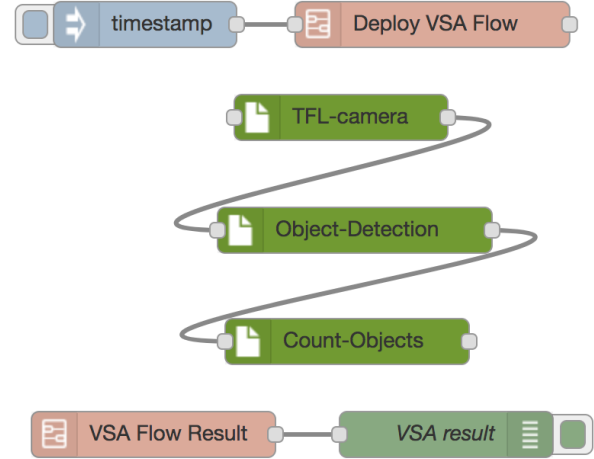 timestamp
Deploy VSA Flow
TFL-camera
Object-Detection
Count-Objects
VSA Flow Result
VSA result